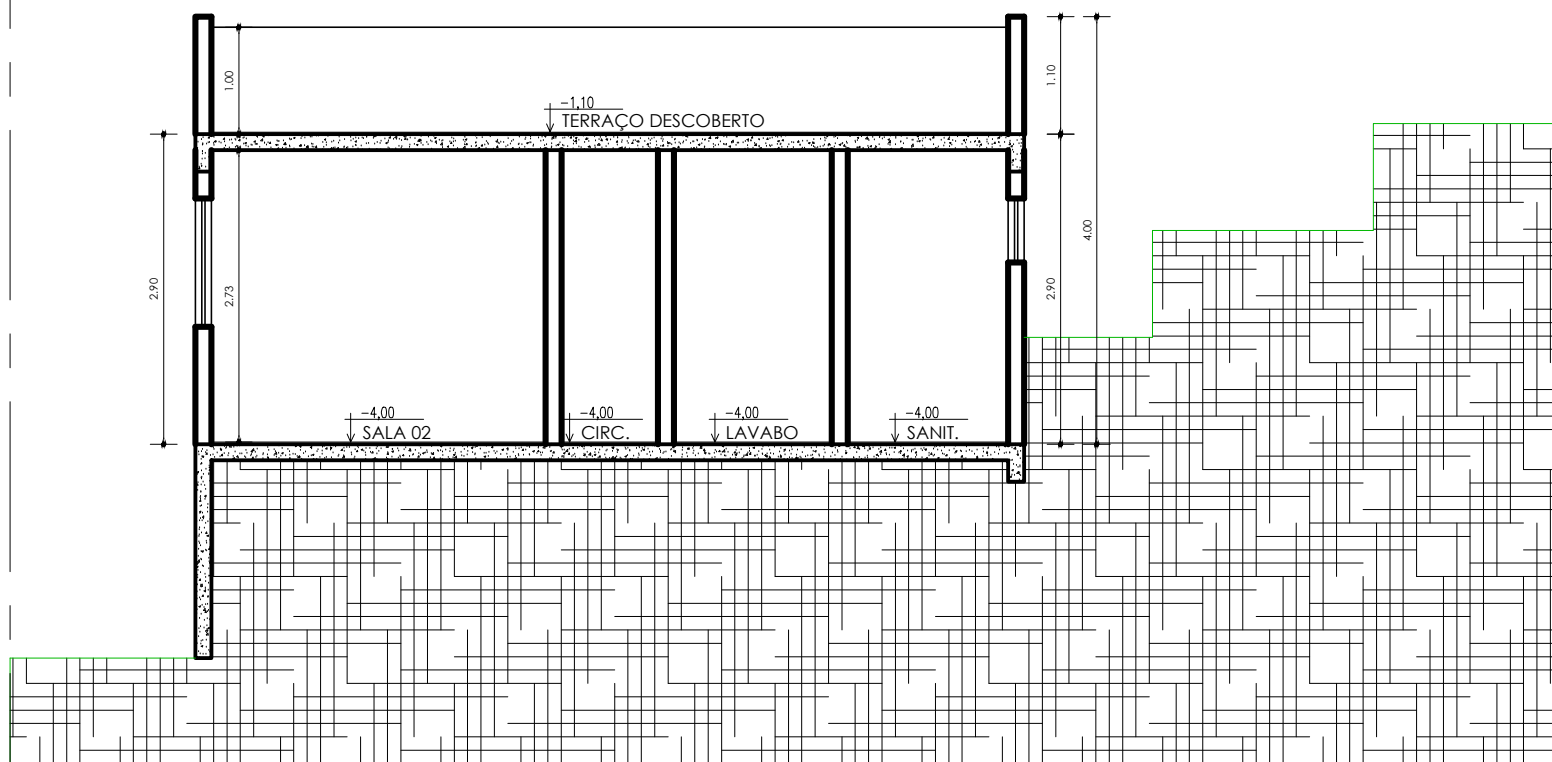 1.00
1.10
-1,10
TERRAÇO DESCOBERTO
4.00
2.90
2.73
2.90
-4,00
SALA 02
-4,00
CIRC.
-4,00
LAVABO
-4,00
SANIT.